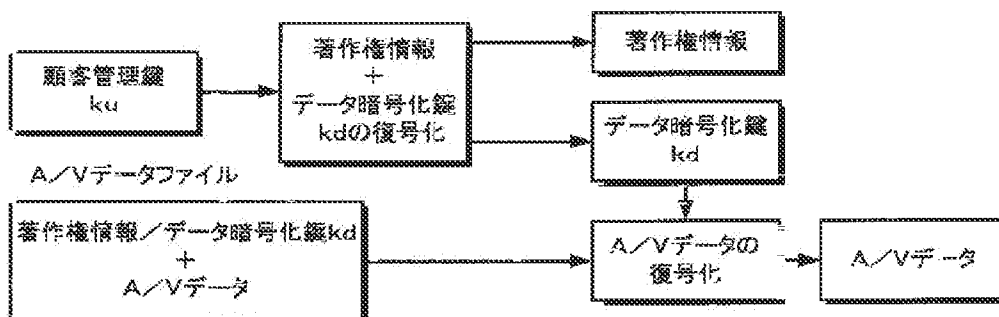 顧客管理鍵
ku
著作権情報
+
データ暗号化鍵
kdの復号化
著作権情報
データ暗号化鍵
kd
A/Vデータファイル
著作権情報/データ暗号化鍵kd
+
A/Vデータ
A/Vデータの
復号化
A/Vデータ